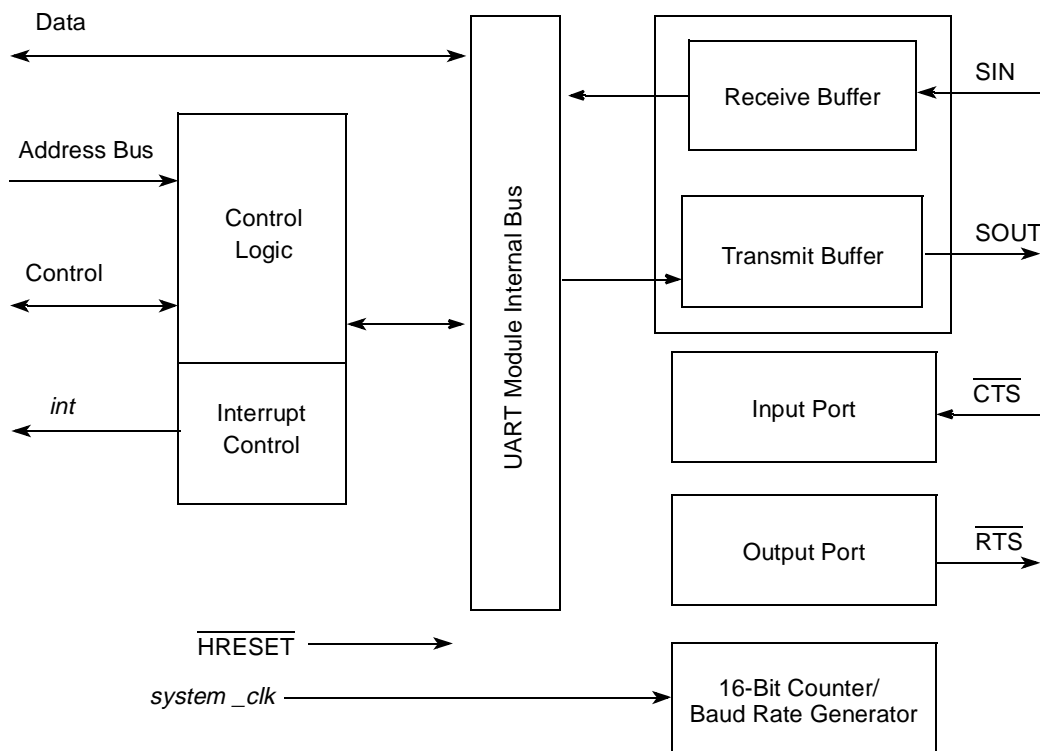 Data
Address Bus
Control
int
Control
Logic
Interrupt
Control
UART Module Internal Bus
Receive Buffer
SIN
Transmit Buffer
SOUT
Input Port
CTS
Output Port
RTS
HRESET
system _clk
16-Bit Counter/
Baud Rate Generator